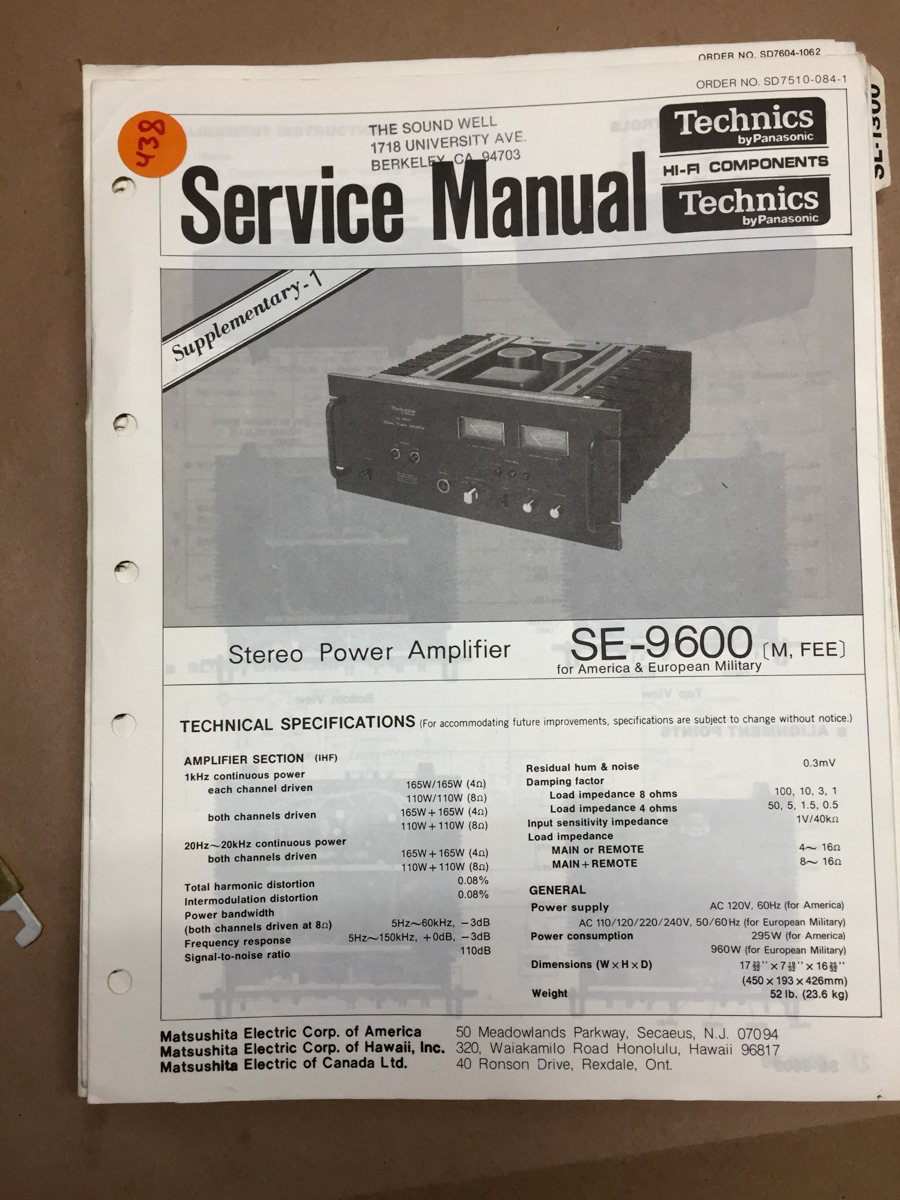 ORDER NO. SD7604-1062
ORDER NO. SD7510-084-1
438
THE SOUND WELL
1718 UNIVERSITY AVE.
BERKELEY, CA 94703
Service Manual
Technics
by Panasonic
HI-FI COMPONENTS
Technics
by Panasonic
SE-1300
Supplementary-1
Technics
Stereo Power Amplifier SE-9600 [M, FEE]
for America & European Military
TECHNICAL SPECIFICATIONS (For accommodating future improvements, specifications are subject to change without notice.)
AMPLIFIER SECTION (IHF)
1kHz continuous power
each channel driven 165W/165W (4Ω)
110W/110W (8Ω)
both channels driven 165W+165W (4Ω)
110W+110W (8Ω)
20Hz~20kHz continuous power
both channels driven 165W+165W (4Ω)
110W+110W (8Ω)
Total harmonic distortion 0.08%
Intermodulation distortion 0.08%
Power bandwidth
(both channels driven at 8Ω) 5Hz~60kHz, −3dB
Frequency response 5Hz~150kHz, +0dB, −3dB
Signal-to-noise ratio 110dB
Residual hum & noise 0.3mV
Damping factor
Load impedance 8 ohms 100, 10, 3, 1
Load impedance 4 ohms 50, 5, 1.5, 0.5
Input sensitivity impedance 1V/40kΩ
Load impedance
MAIN or REMOTE 4~ 16Ω
MAIN+REMOTE 8~ 16Ω
GENERAL
Power supply AC 120V, 60Hz (for America)
AC 110/120/220/240V, 50/60Hz (for European Military)
Power consumption 295W (for America)
960W (for European Military)
Dimensions (W×H×D)
(450 x 193 x 426mm)
Weight 52 lb. (23.6 kg)
Matsushita Electric Corp. of America 50 Meadowlands Parkway, Secaeus, N.J. 07094
Matsushita Electric Corp. of Hawaii, Inc. 320, Waiakamilo Road Honolulu, Hawaii 96817
Matsushita Electric of Canada Ltd. 40 Ronson Drive, Rexdale, Ont.